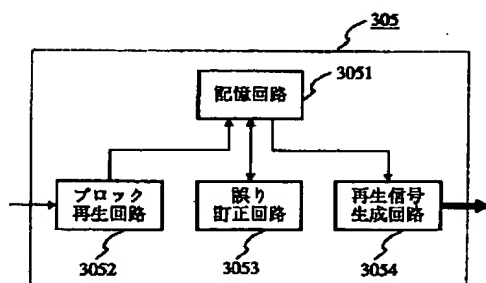 305
3051
記憶回路
ブロック
再生回路
誤り
訂正回路
再生信号
生成回路
3052
3053
3054